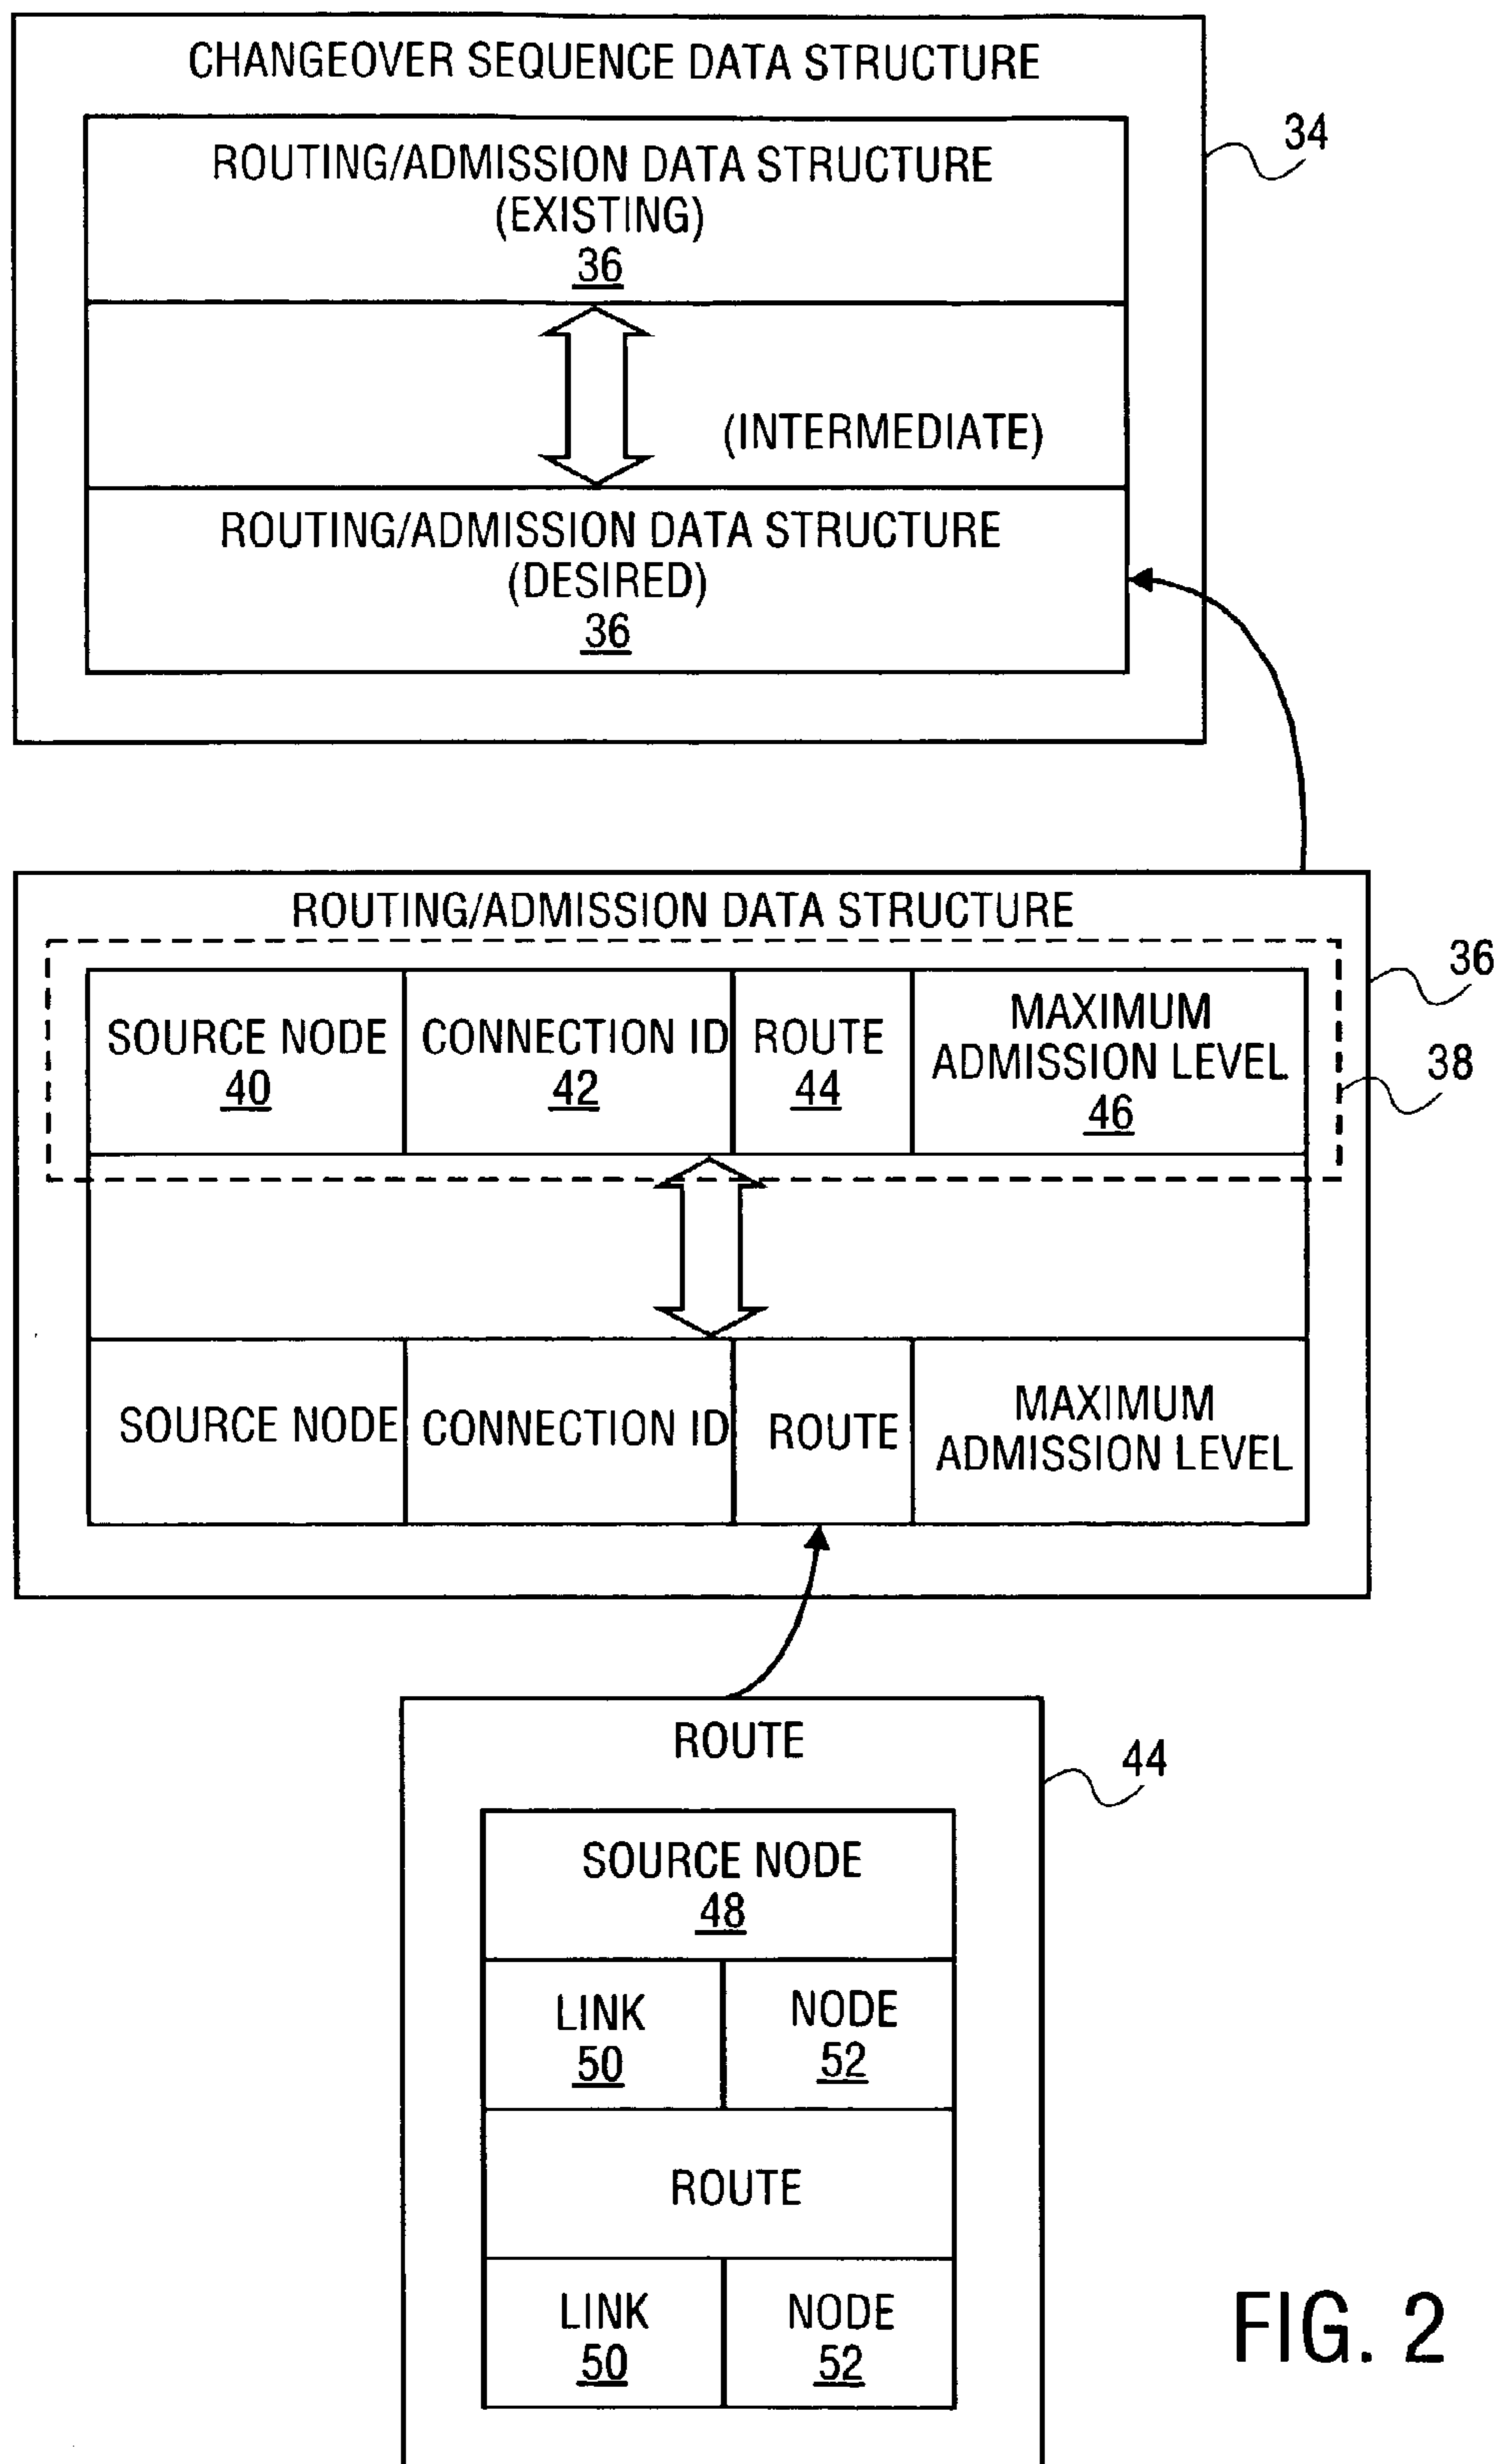 CHANGEOVER SEQUENCE DATA STRUCTURE
34
ROUTING/ADMISSION DATA STRUCTURE
(EXISTING)
36
(INTERMEDIATE)
ROUTING/ADMISSION DATA STRUCTURE
(DESIRED)
36
ROUTING/ADMISSION DATA STRUCTURE
36
38
SOURCE NODE
40
CONNECTION ID
42
ROUTE
44
MAXIMUM
ADMISSION LEVEL
46
SOURCE NODE
CONNECTION ID
ROUTE
MAXIMUM
ADMISSION LEVEL
ROUTE
44
SOURCE NODE
48
LINK
50
NODE
52
ROUTE
LINK
50
NODE
52
FIG. 2